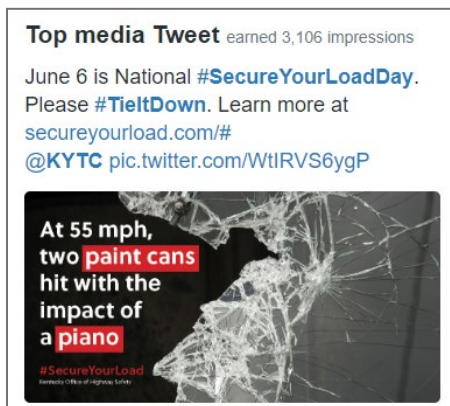 Top media Tweet earned 3,106 impressions
June 6 is National #SecureYourLoadDay.
Please #TieItDown. Learn more at
secureyourload.com/#
@KYTC pic.twitter.com/WtIRVS6ygP
At 55 mph,
two paint cans
hit with the
impact of
a piano
#SecureYourLoad
Kentucky Office of Highway Safety